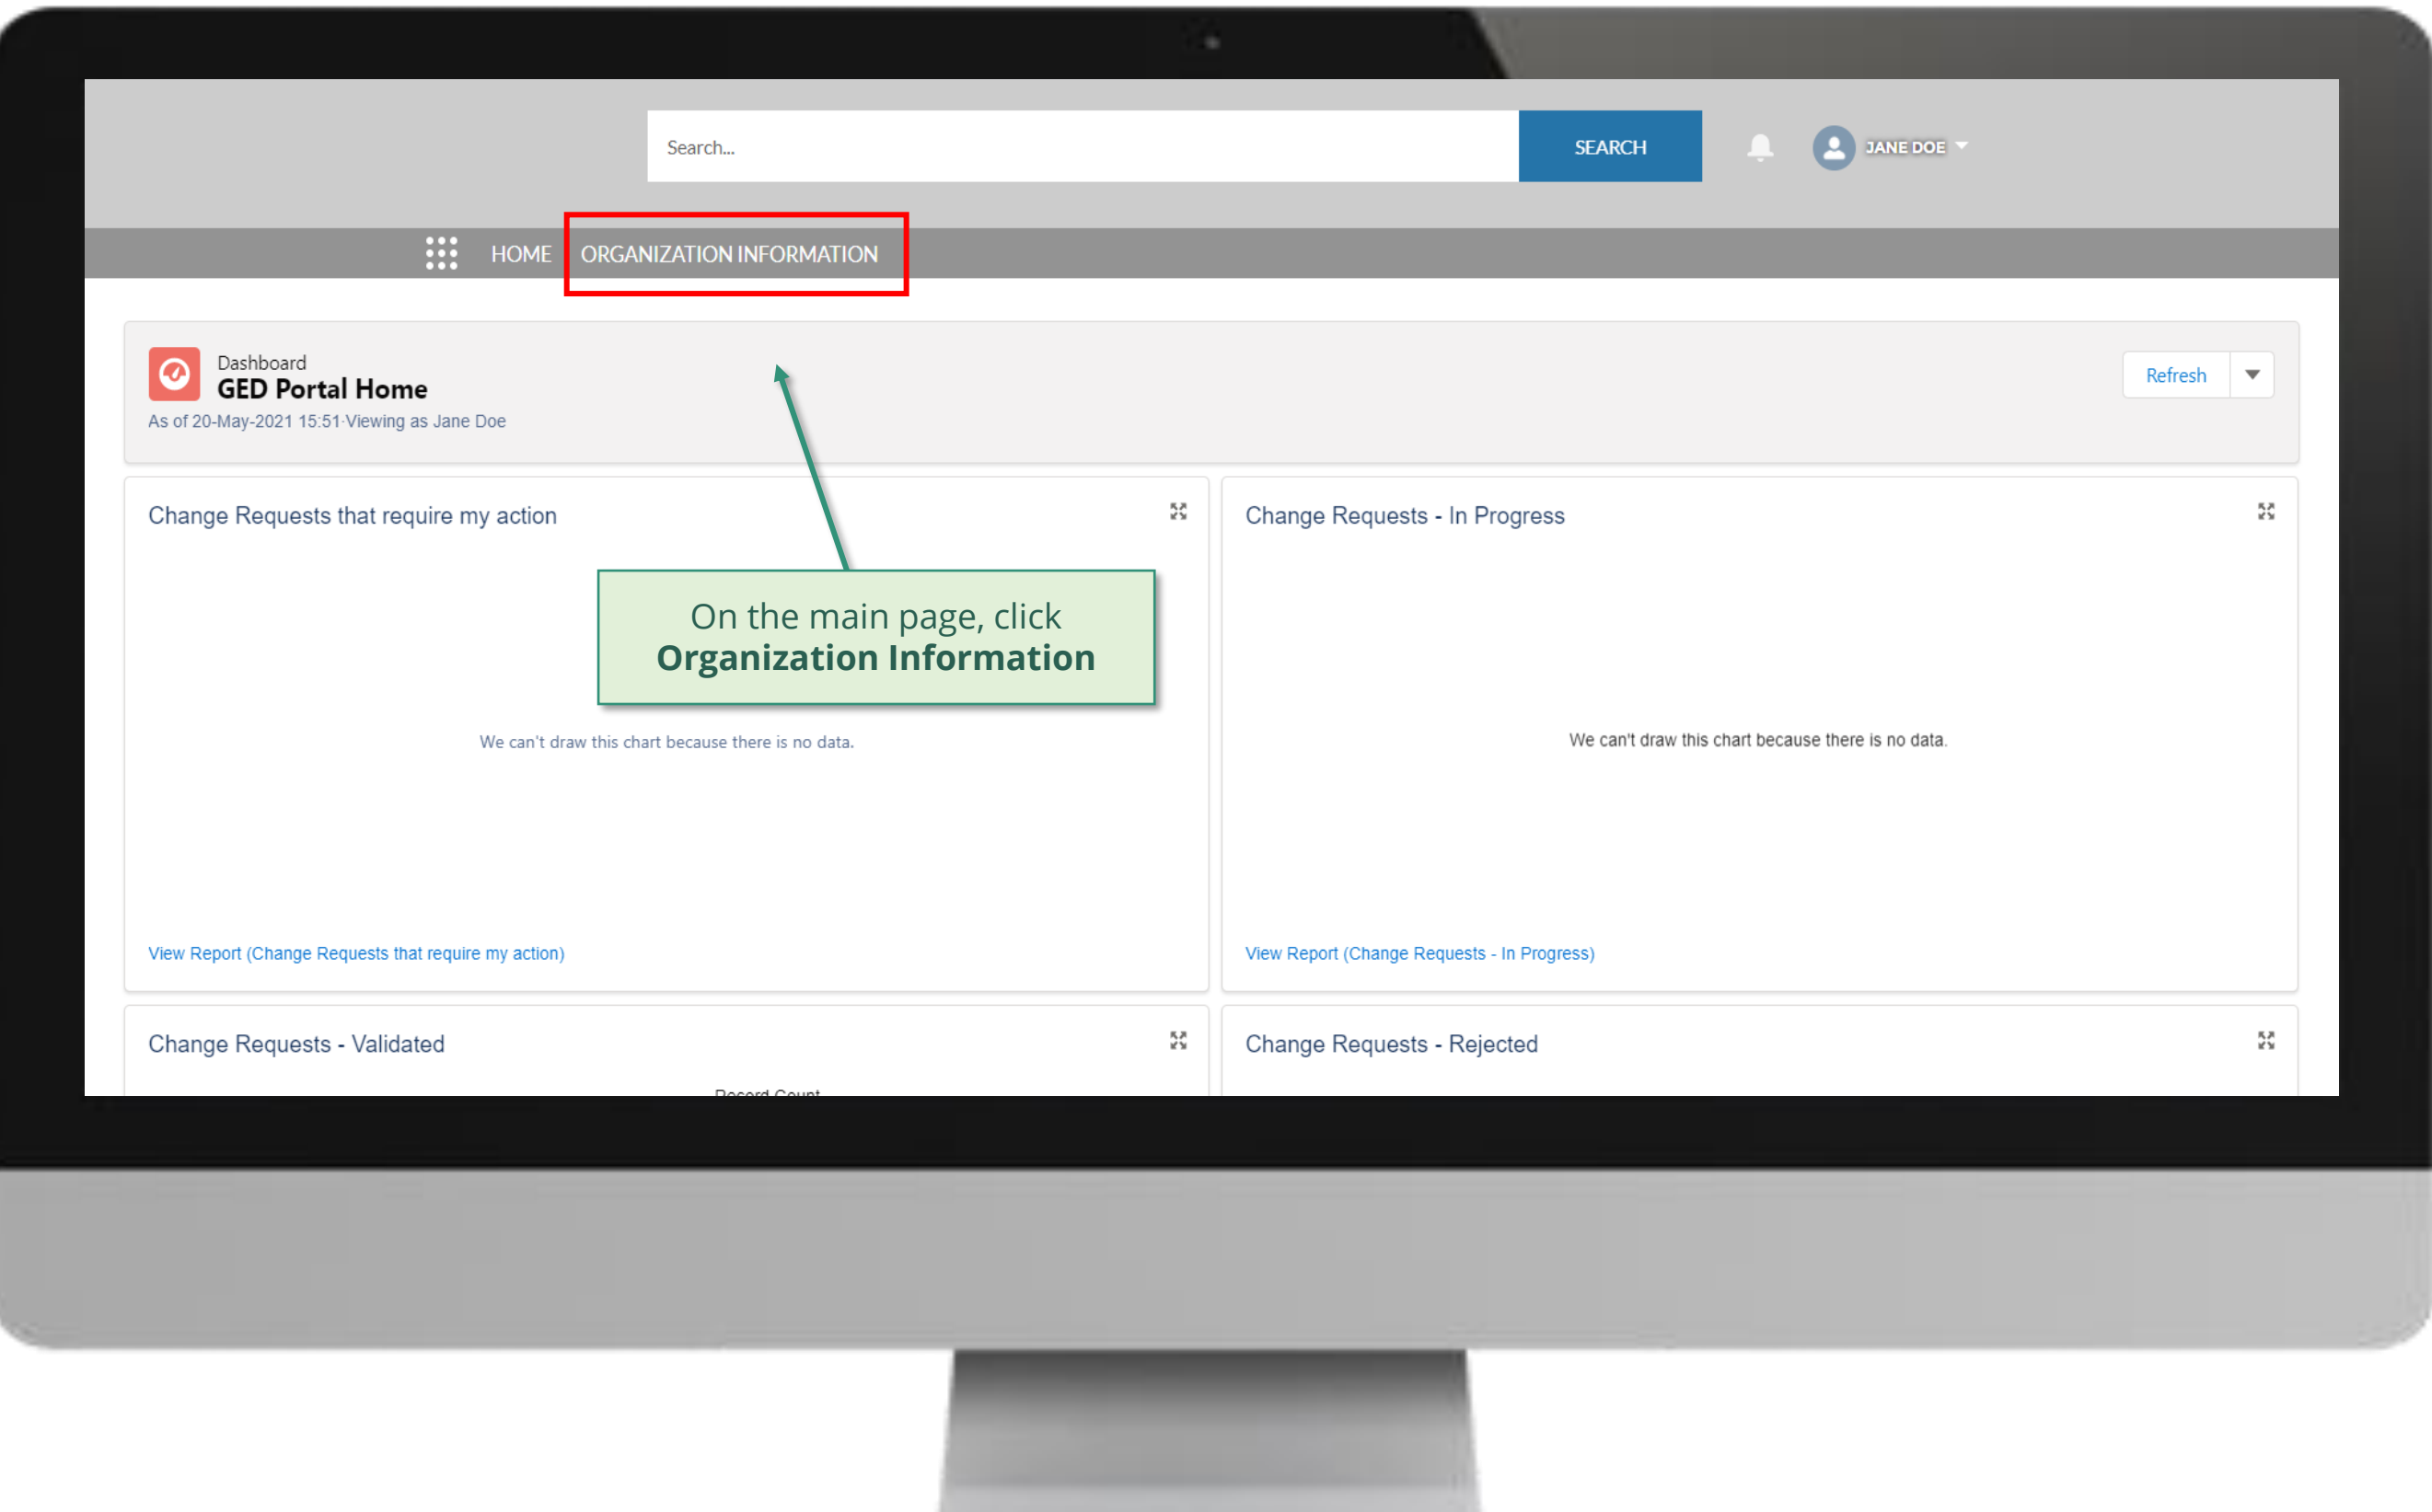 Search...
SEARCH
JANE DOE
HOME
ORGANIZATION INFORMATION
Dashboard
GED Portal Home
As of 20-May-2021 15:51·Viewing as Jane Doe
Refresh
Change Requests that require my action
Change Requests - In Progress
On the main page, click
Organization Information
We can't draw this chart because there is no data.
We can't draw this chart because there is no data.
View Report (Change Requests that require my action)
View Report (Change Requests - In Progress)
Change Requests - Validated
Change Requests - Rejected
Record Count